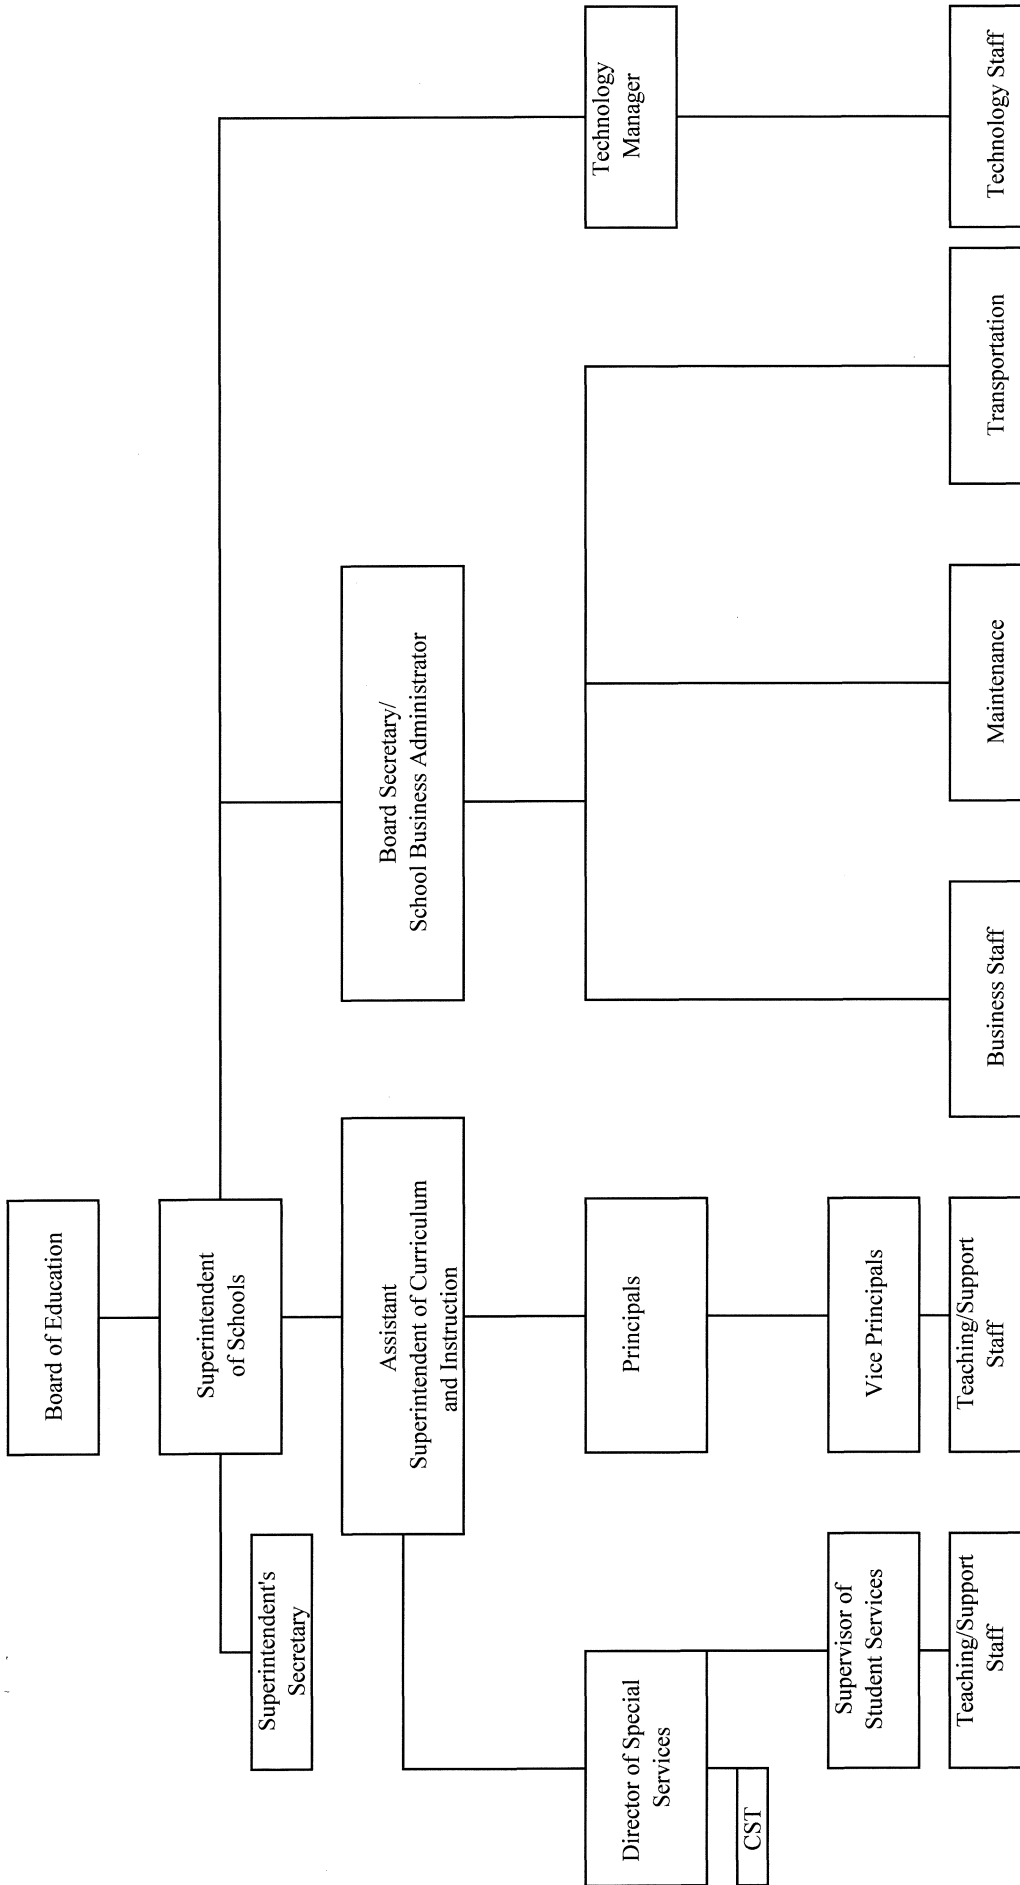 Board of Education
Superintendent
of Schools
Superintendent's
Secretary
Assistant
Superintendent of Curriculum
and Instruction
Board Secretary/
School Business Administrator
Director of Special
Services
Principals
Technology
Manager
CST
Supervisor of
Student Services
Vice Principals
Teaching/Support
Staff
Teaching/Support
Staff
Business Staff
Maintenance
Transportation
Technology Staff